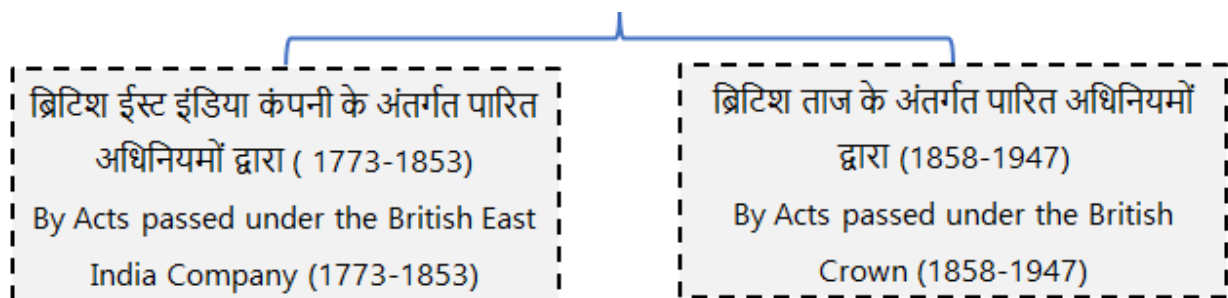 ब्रिटिश ईस्ट इंडिया कंपनी के अंतर्गत पारित
अधिनियमों द्वारा ( 1773-1853)
By Acts passed under the British East
India Company (1773-1853)
ब्रिटिश ताज के अंतर्गत पारित अधिनियमों
द्वारा (1858-1947)
By Acts passed under the British
Crown (1858-1947)